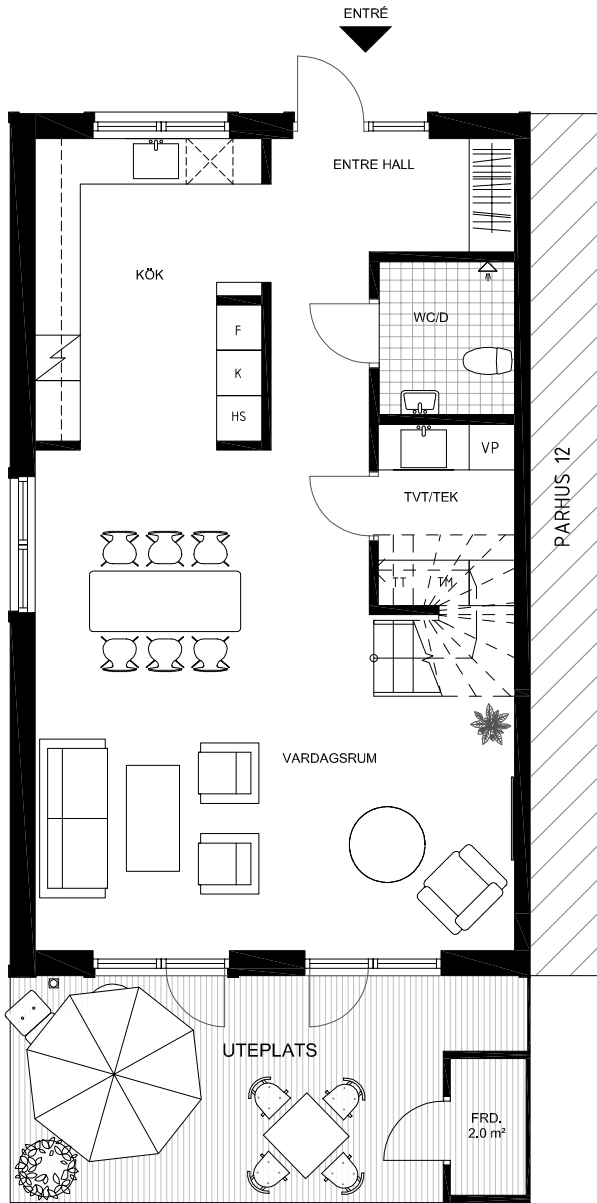 ENTRÉ
ENTRE HALL
KÖK
WC/D
F
K
HS
VP
TVT/TEK
PARHUS 12
TT
TM
VARDAGSRUM
UTEPLATS
FRD.
2.0 m²